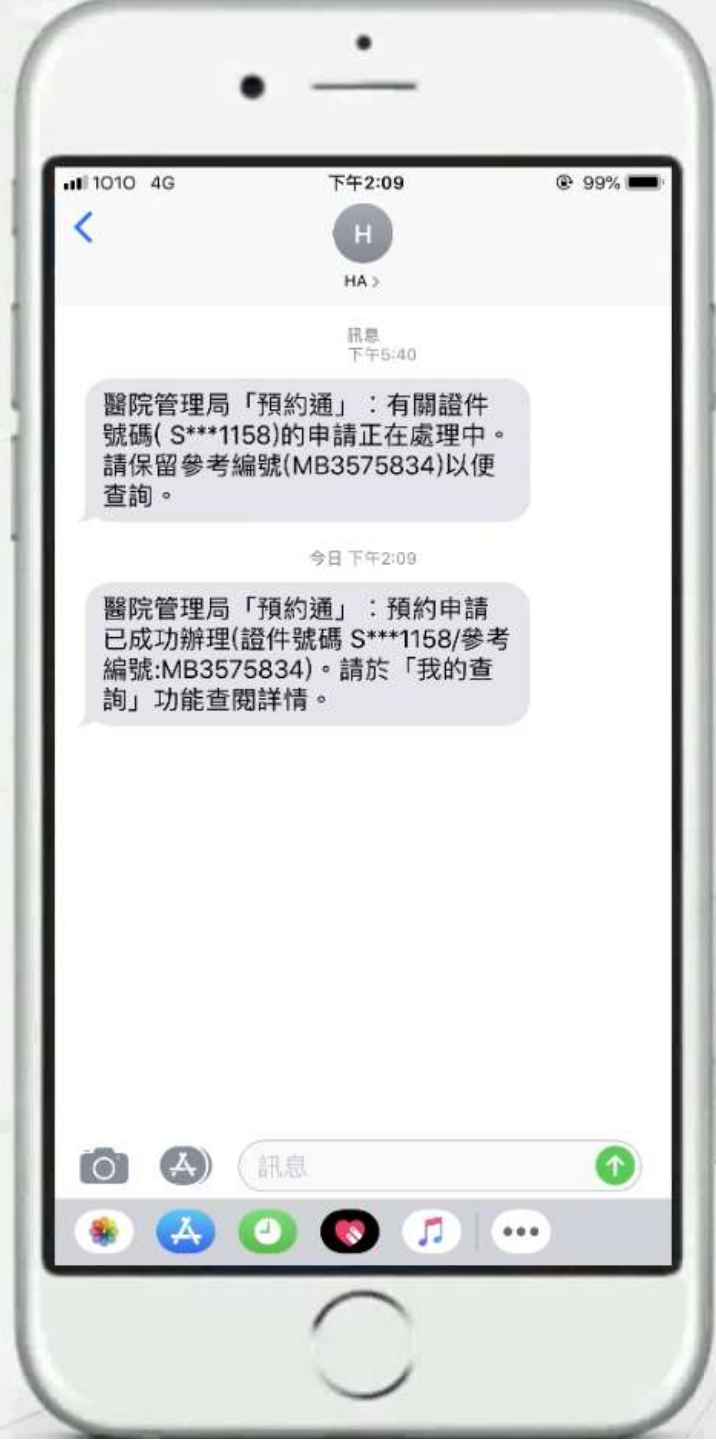 1O1O 4G 下午2:09 99%
H
HA >
訊息
下午5:40
醫院管理局「預約通」：有關證件
號碼( S***1158)的申請正在處理中。
請保留參考編號(MB3575834)以便
查詢。
今日 下午2:09
醫院管理局「預約通」：預約申請
已成功辦理(證件號碼 S***1158/參考
編號:MB3575834)。請於「我的查
詢」功能查閱詳情。
訊息